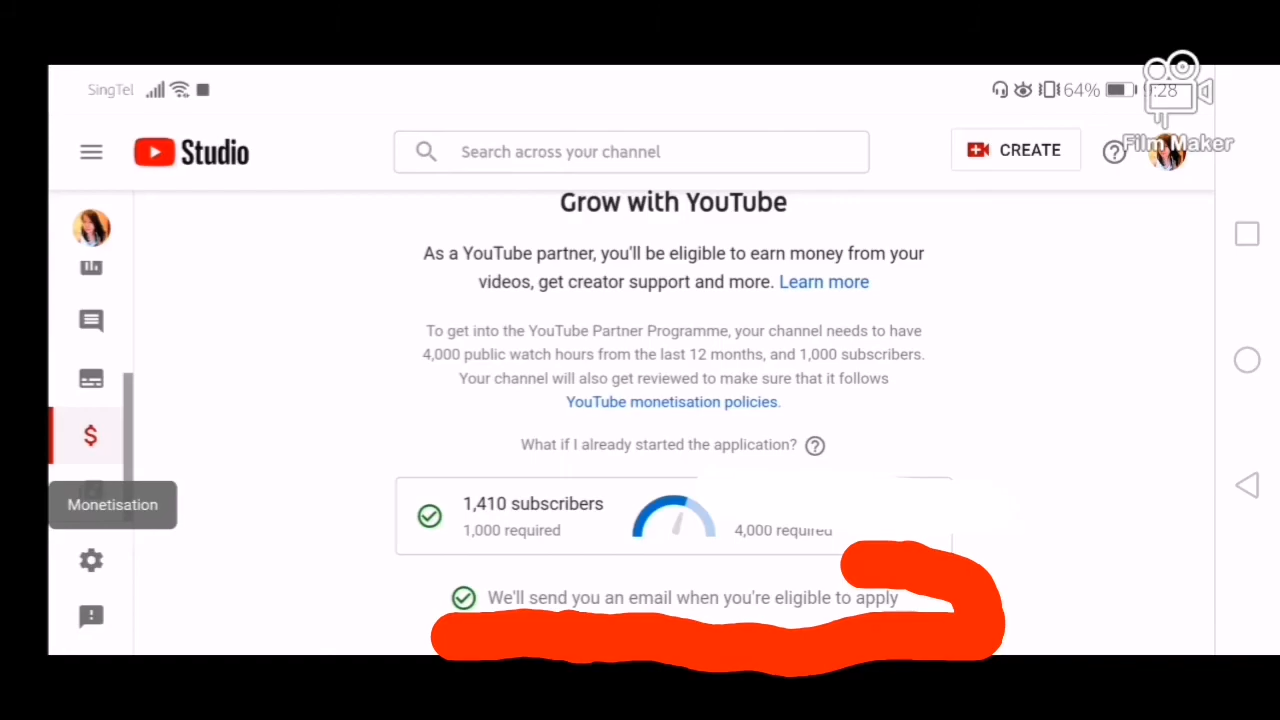 SingTel
64%
9:28
Film Maker
Studio
Search across your channel
CREATE
Grow with YouTube
As a YouTube partner, you'll be eligible to earn money from your
videos, get creator support and more. Learn more
To get into the YouTube Partner Programme, your channel needs to have
4,000 public watch hours from the last 12 months, and 1,000 subscribers.
Your channel will also get reviewed to make sure that it follows
YouTube monetisation policies.
What if I already started the application?
Monetisation
1,410 subscribers
1,000 required
4,000 required
We'll send you an email when you're eligible to apply